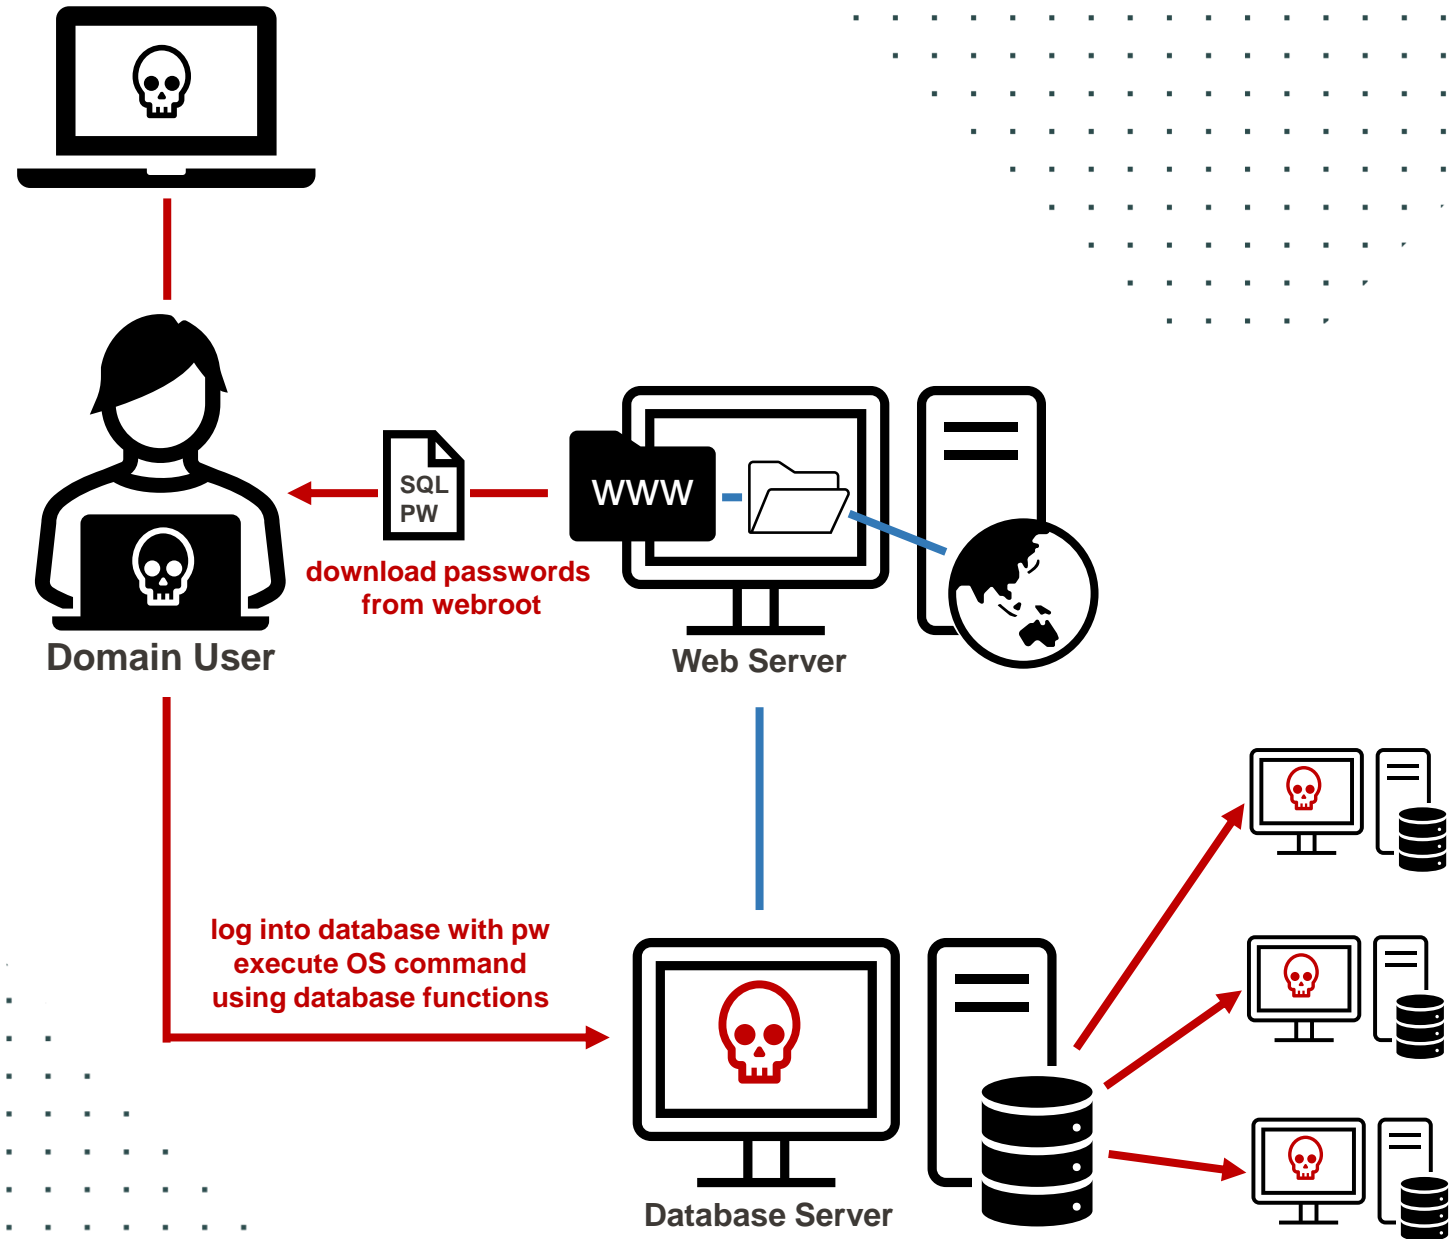 SQL
PW
www
download passwords
from webroot
Domain User
Web Server
log into database with pw
execute OS command
using database functions
Database Server